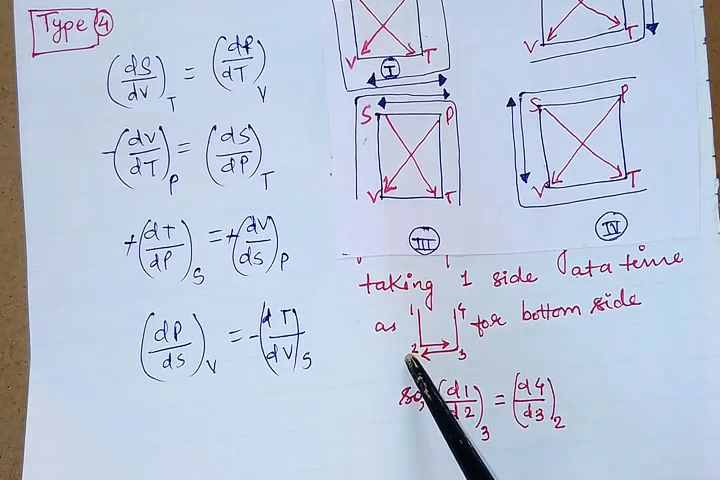 Type 4
(dS/dV)_T = (dP/dT)_V
-(dV/dT)_P = (dS/dP)_T
+(dT/dP)_S = +(dV/dS)_P
(dP/dS)_V = -(dT/dV)_S
V T
I
T
S P
V T
III
S P
V T
IV
taking 1 side at a time
as 1 2 3 4 for bottom side
so, (d1/d2)_3 = (d4/d3)_2